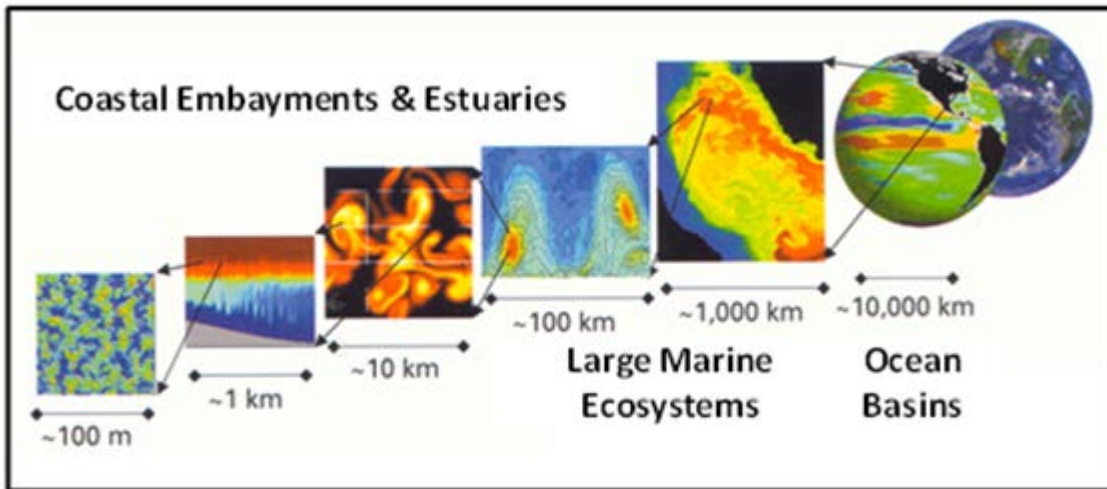 Coastal Embayments & Estuaries
~100 m
~1 km
~10 km
~100 km
~1,000 km
~10,000 km
Large Marine
Ecosystems
Ocean
Basins